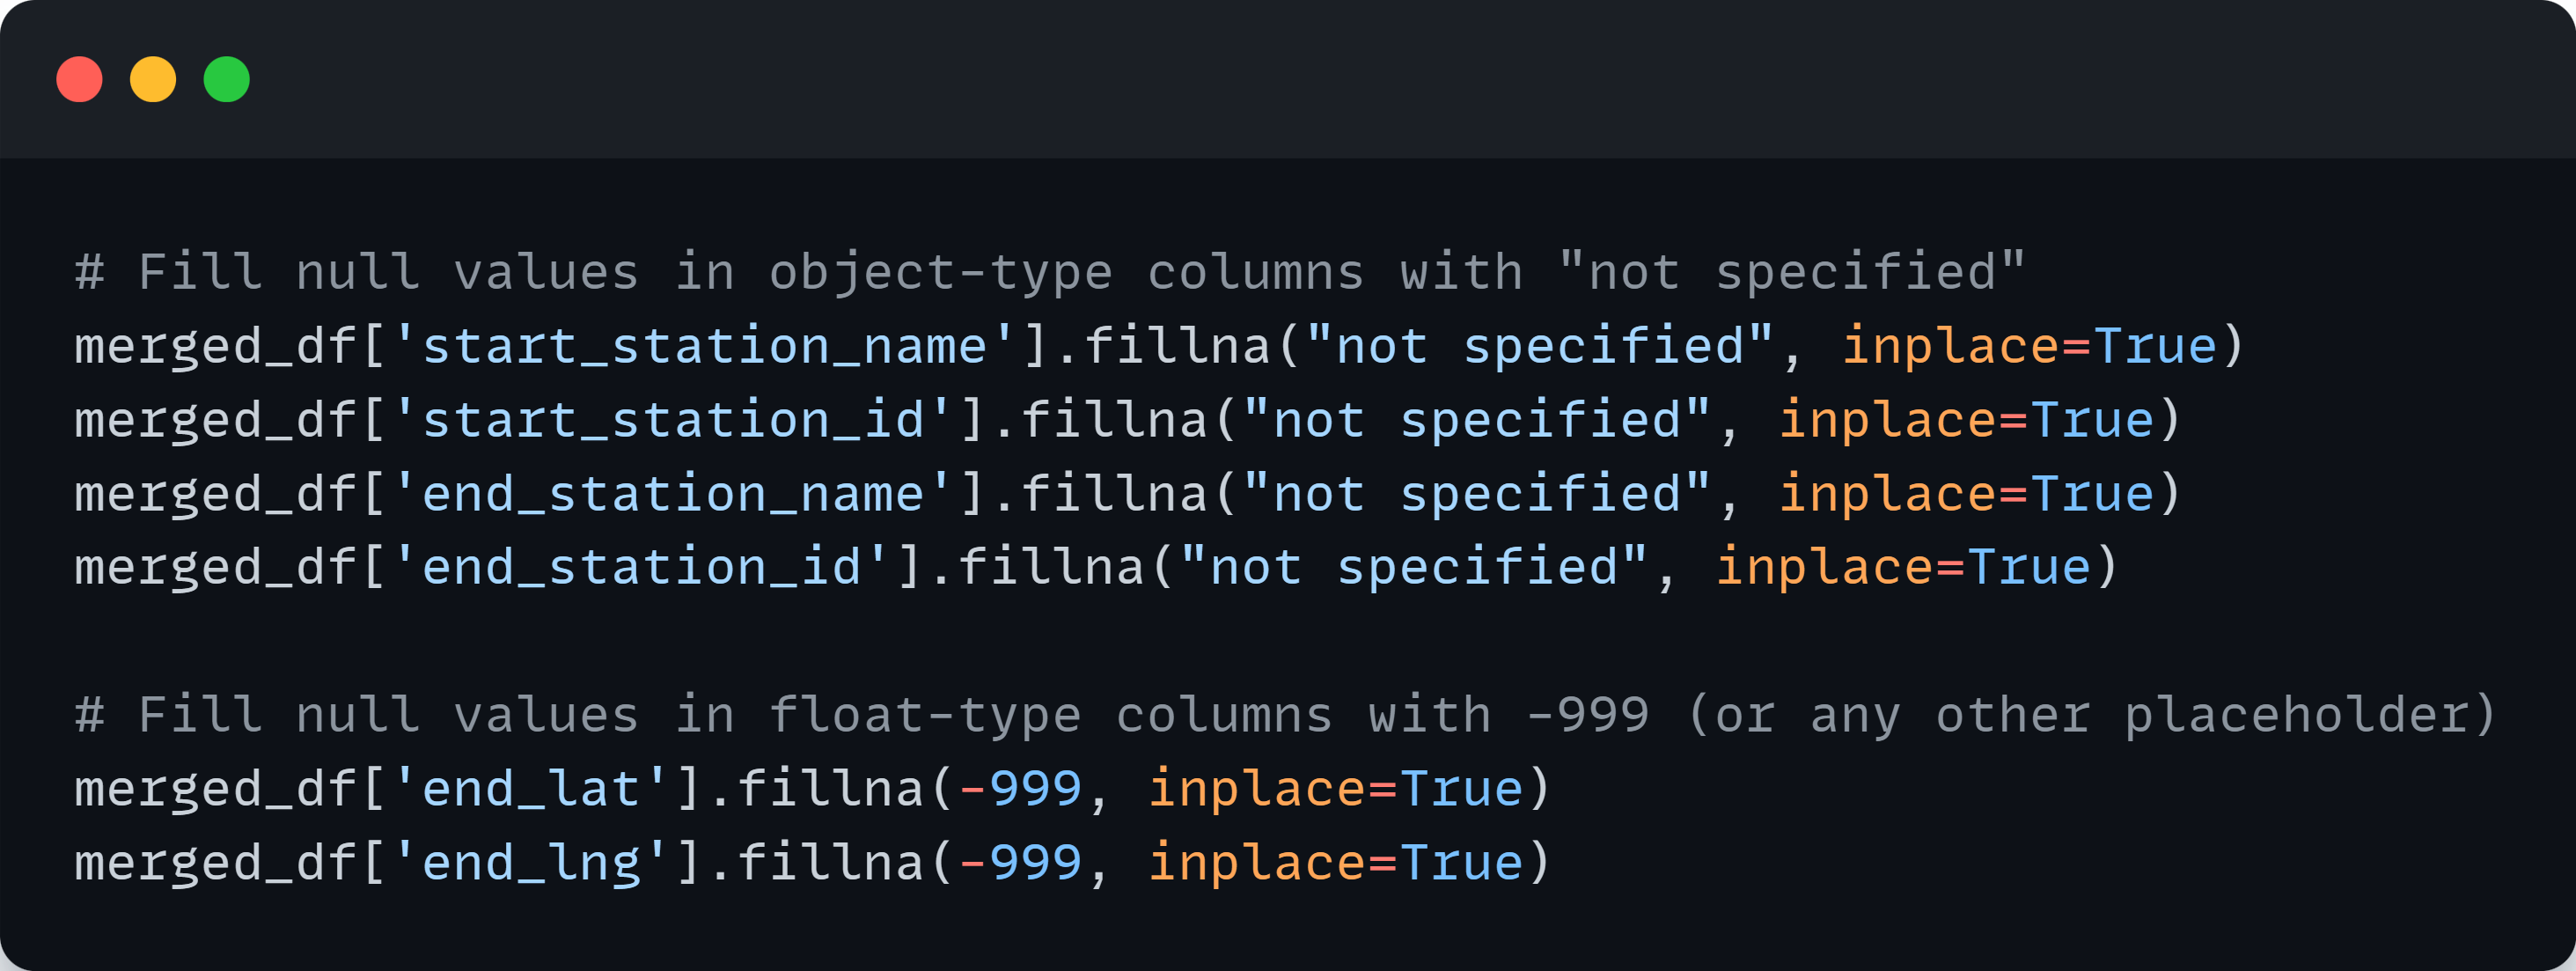 # Fill null values in object-type columns with "not specified"
merged_df['start_station_name'].fillna("not specified", inplace=True)
merged_df['start_station_id'].fillna("not specified", inplace=True)
merged_df['end_station_name'].fillna("not specified", inplace=True)
merged_df['end_station_id'].fillna("not specified", inplace=True)
# Fill null values in float-type columns with -999 (or any other placeholder)
merged_df['end_lat'].fillna(-999, inplace=True)
merged_df['end_lng'].fillna(-999, inplace=True)